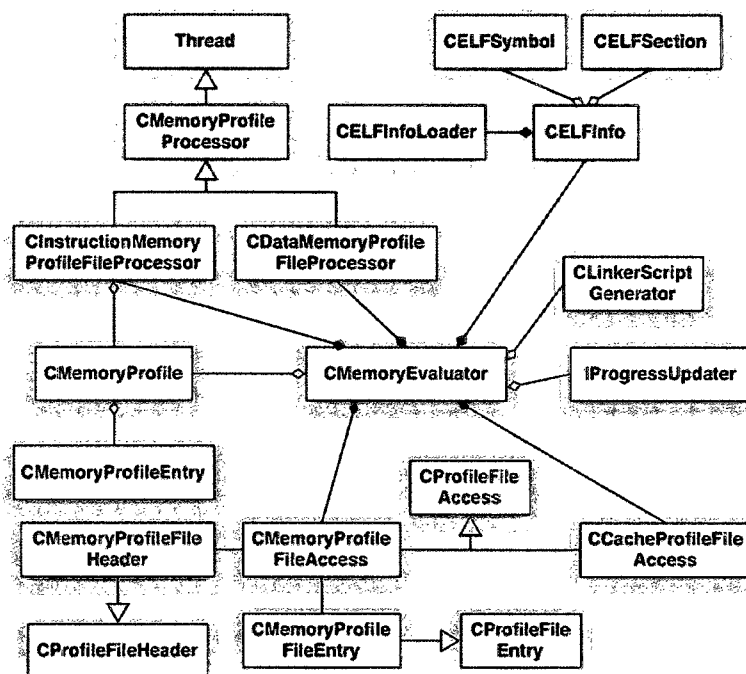 Thread
CELFSymbol
CELFSection
CMemoryProfile
Processor
CELFInfoLoader
CELFInfo
CInstructionMemory
ProfileFileProcessor
CDataMemoryProfile
FileProcessor
CLinkerScript
Generator
CMemoryProfile
CMemoryEvaluator
IProgressUpdater
CMemoryProfileEntry
CProfileFile
Access
CMemoryProfileFile
Header
CMemoryProfile
FileAccess
CCacheProfileFile
Access
CProfileFileHeader
CMemoryProfile
FileEntry
CProfileFile
Entry